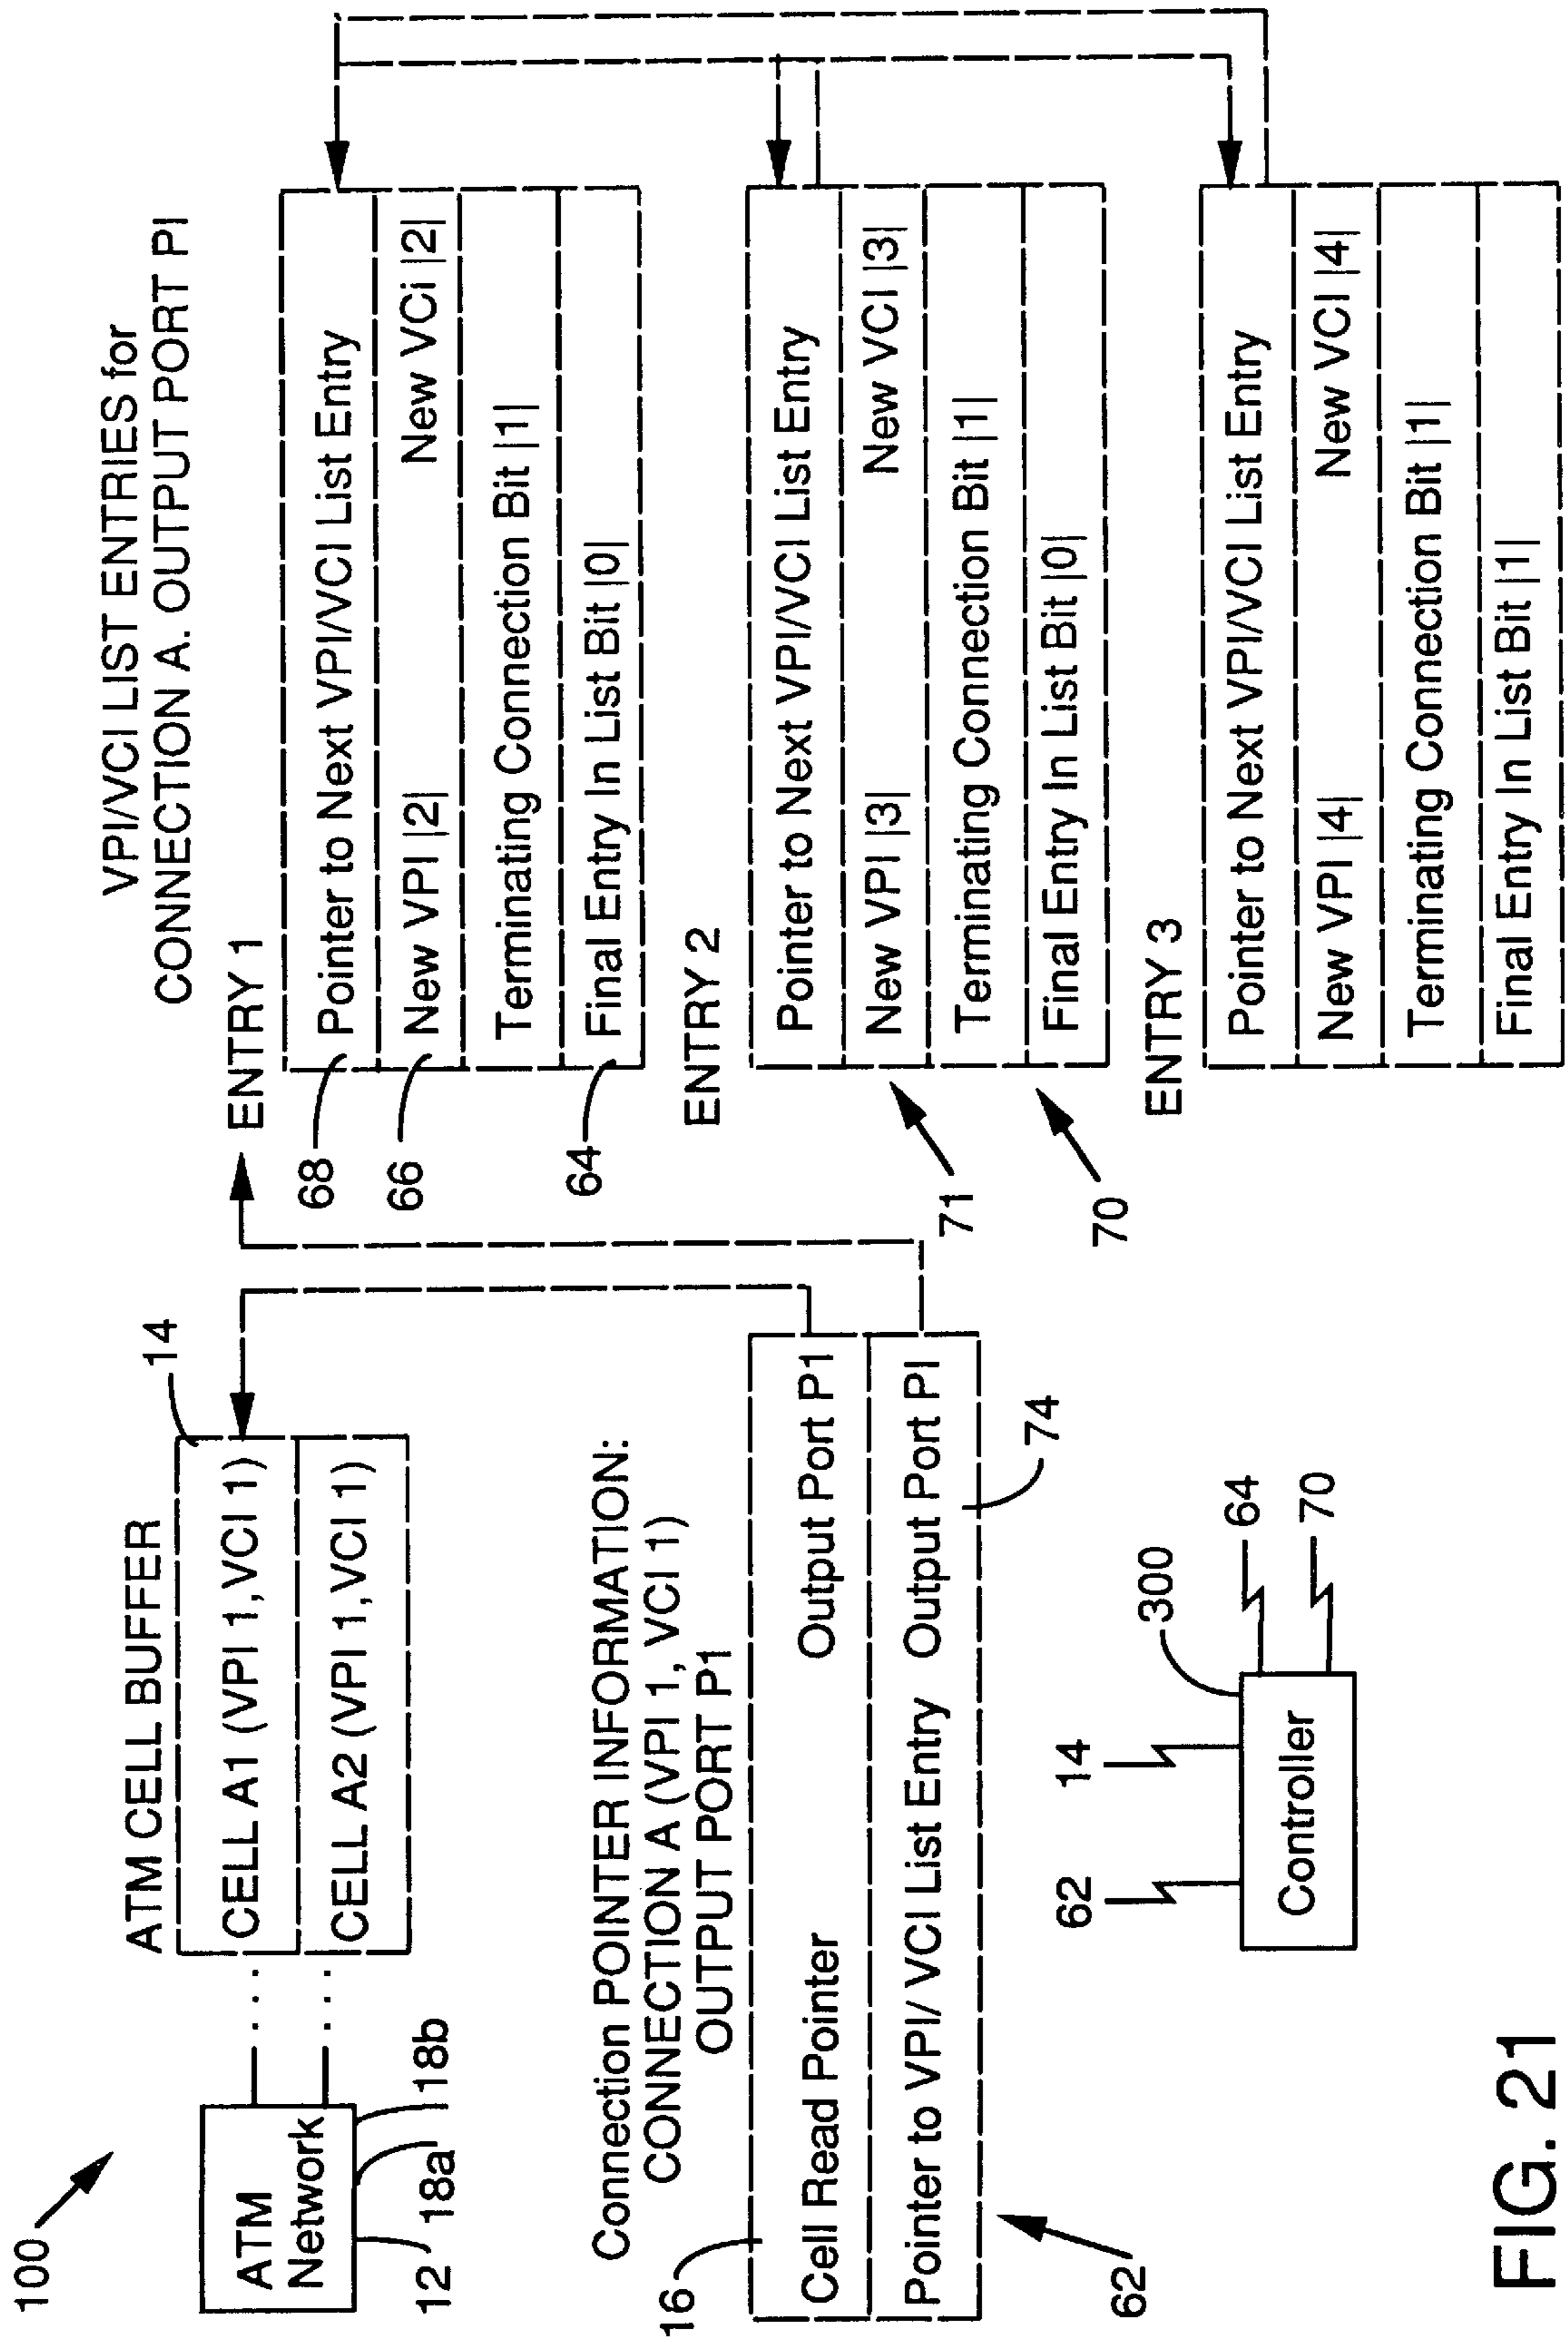 100
ATM
Network
12
18a
18b
ATM CELL BUFFER
14
CELL A1 (VPI 1,VCI 1)
CELL A2 (VPI 1,VCI 1)
Connection POINTER INFORMATION:
CONNECTION A (VPI 1, VCI 1)
OUTPUT PORT P1
16
Cell Read Pointer Output Port P1
Pointer to VPI/ VCI List Entry Output Port PI
62
74
62
14
300
64
70
Controller
VPI/VCI LIST ENTRIES for
CONNECTION A. OUTPUT PORT PI
ENTRY 1
68
Pointer to Next VPI/VCI List Entry
66
New VPI |2| New VCi |2|
Terminating Connection Bit |1|
64
Final Entry In List Bit |0|
ENTRY 2
Pointer to Next VPI/VCI List Entry
New VPI |3| New VCI |3|
71
Terminating Connection Bit |1|
70
Final Entry In List Bit |0|
ENTRY 3
Pointer to Next VPI/VCI List Entry
New VPI |4| New VCI |4|
Terminating Connection Bit |1|
Final Entry In List Bit |1|
FIG. 21